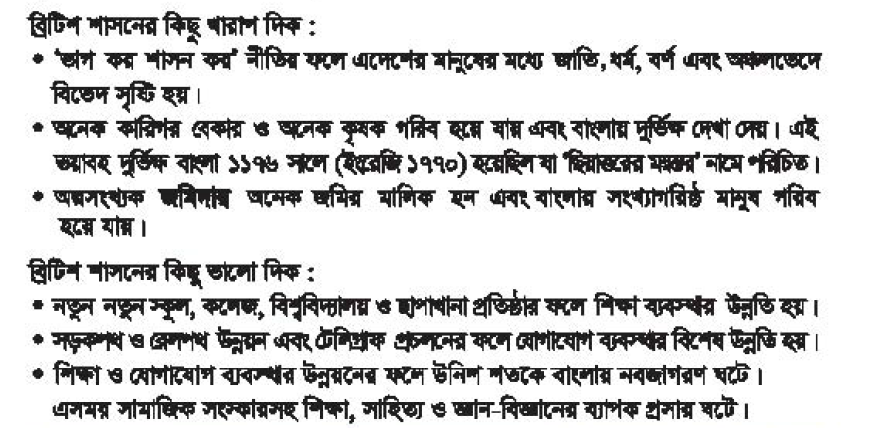 ব্রিটিশ শাসনের কিছু খারাপ দিক :
• ‘ভাগ কর শাসন কর’ নীতির ফলে এদেশের মানুষের মধ্যে জাতি, ধর্ম, বর্ণ এবং অঞ্চলভেদে
বিভেদ সৃষ্টি হয়।
• অনেক কারিগর বেকার ও অনেক কৃষক গরিব হয়ে যায় এবং বাংলায় দুর্ভিক্ষ দেখা দেয়। এই
ভয়াবহ দুর্ভিক্ষ বাংলা ১১৭৬ সালে (ইংরেজি ১৭৭০) হয়েছিল যা ‘ছিয়াত্তরের মন্বন্তর’ নামে পরিচিত।
• অল্পসংখ্যক জমিদার অনেক জমির মালিক হন এবং বাংলার সংখ্যাগরিষ্ঠ মানুষ গরিব
হয়ে যায়।
ব্রিটিশ শাসনের কিছু ভালো দিক :
• নতুন নতুন স্কুল, কলেজ, বিশ্ববিদ্যালয় ও ছাপাখানা প্রতিষ্ঠার ফলে শিক্ষা ব্যবস্থার উন্নতি হয়।
• সড়কপথ ও রেলপথ উন্নয়ন এবং টেলিগ্রাফ প্রচলনের ফলে যোগাযোগ ব্যবস্থার বিশেষ উন্নতি হয়।
• শিক্ষা ও যোগাযোগ ব্যবস্থার উন্নয়নের ফলে উনিশ শতকে বাংলায় নবজাগরণ ঘটে।
এসময় সামাজিক সংস্কারসহ শিক্ষা, সাহিত্য ও জ্ঞান-বিজ্ঞানের ব্যাপক প্রসার ঘটে।